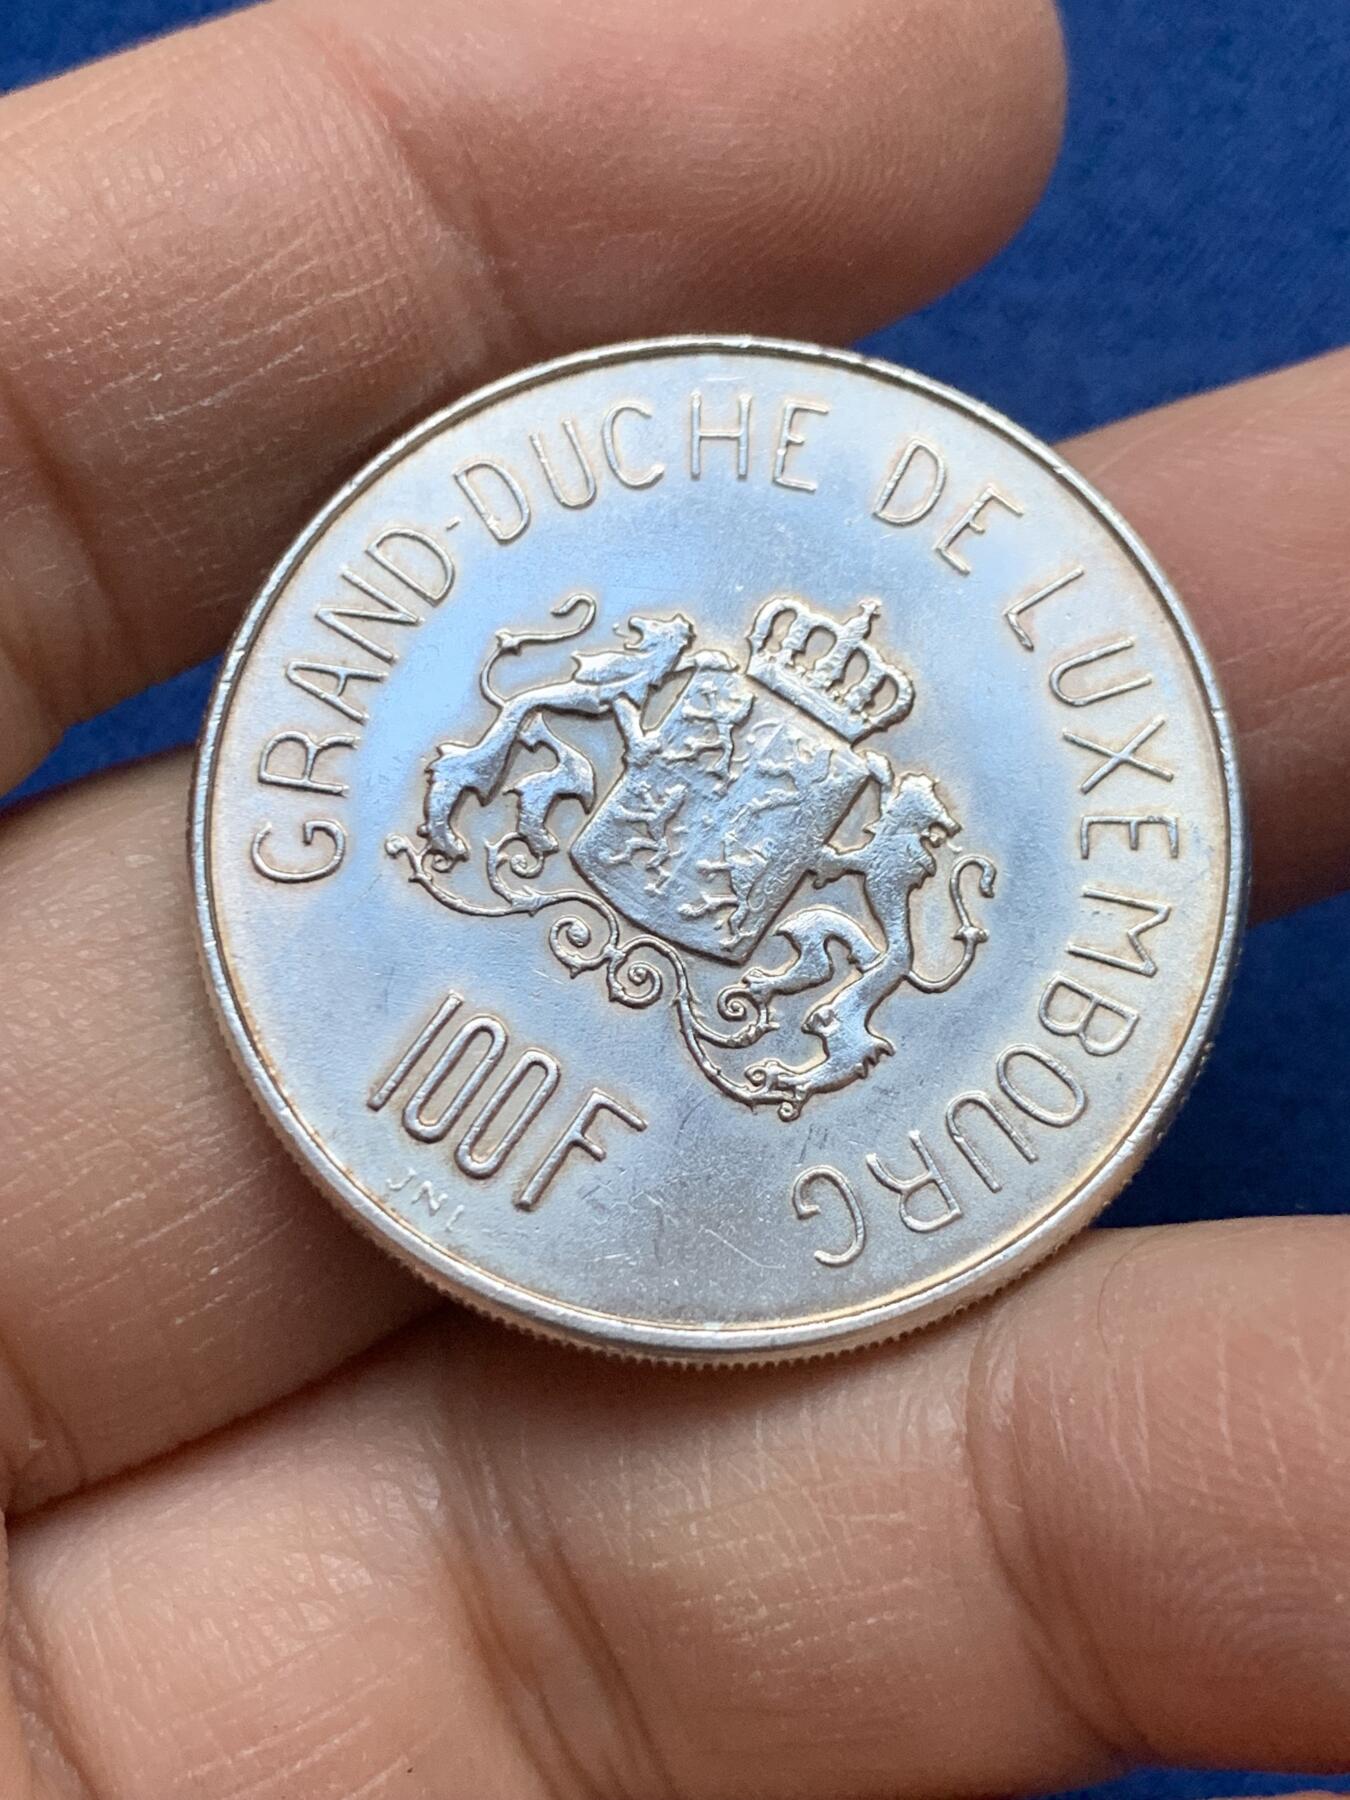 GRAND-DUCHE DE LUXEMBOURG
100F
JNL